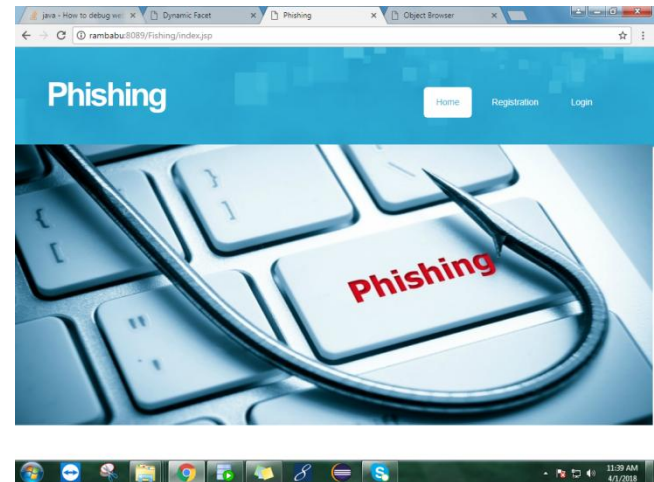 java - How to debug wel
Dynamic Facet
Phishing
Object Browser
rambabu:8089/Fishing/index.jsp
Phishing
Home
Registration
Login
{
[
}
]
"
'
\
Phishing
11:39 AM
4/1/2018